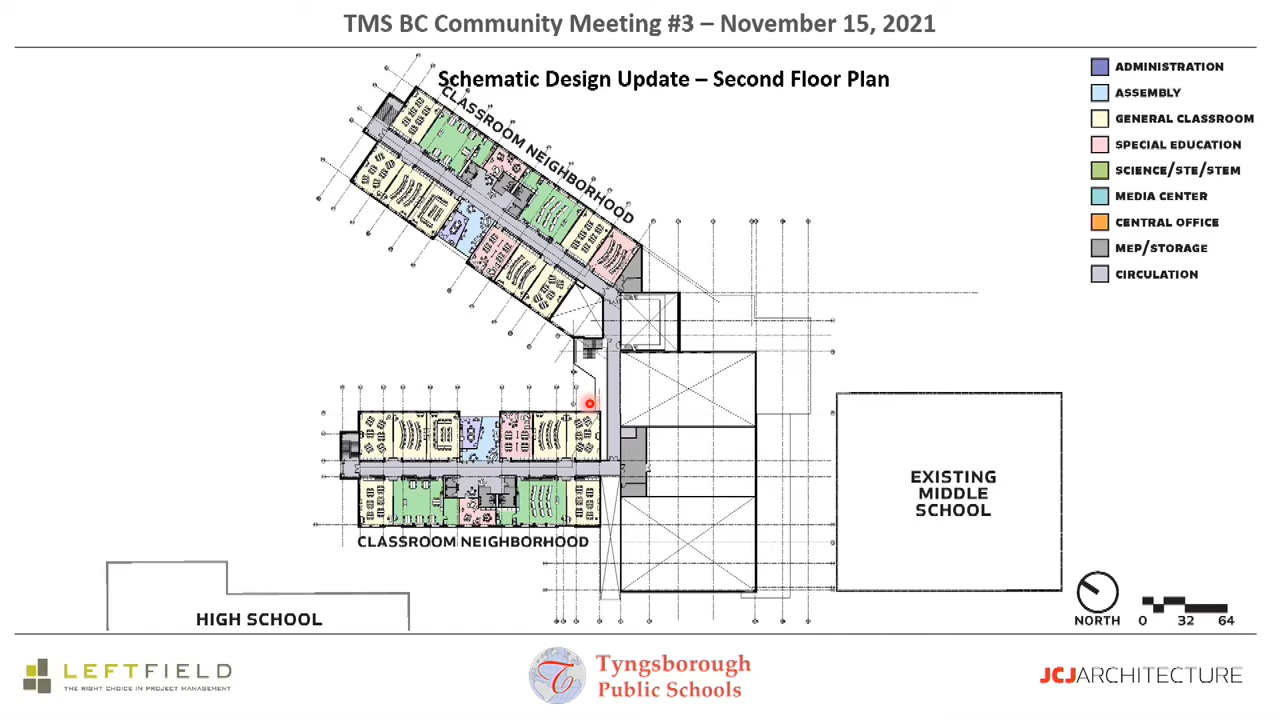 TMS BC Community Meeting #3 – November 15, 2021
Schematic Design Update – Second Floor Plan
CLASSROOM NEIGHBORHOOD
ADMINISTRATION
ASSEMBLY
GENERAL CLASSROOM
SPECIAL EDUCATION
SCIENCE/STE/STEM
MEDIA CENTER
CENTRAL OFFICE
MEP/STORAGE
CIRCULATION
EXISTING
MIDDLE
SCHOOL
CLASSROOM NEIGHBORHOOD
HIGH SCHOOL
NORTH
0 32 64
LEFTFIELD
THE RIGHT CHOICE IN PROJECT MANAGEMENT
Tyngsborough
Public Schools
JCJARCHITECTURE